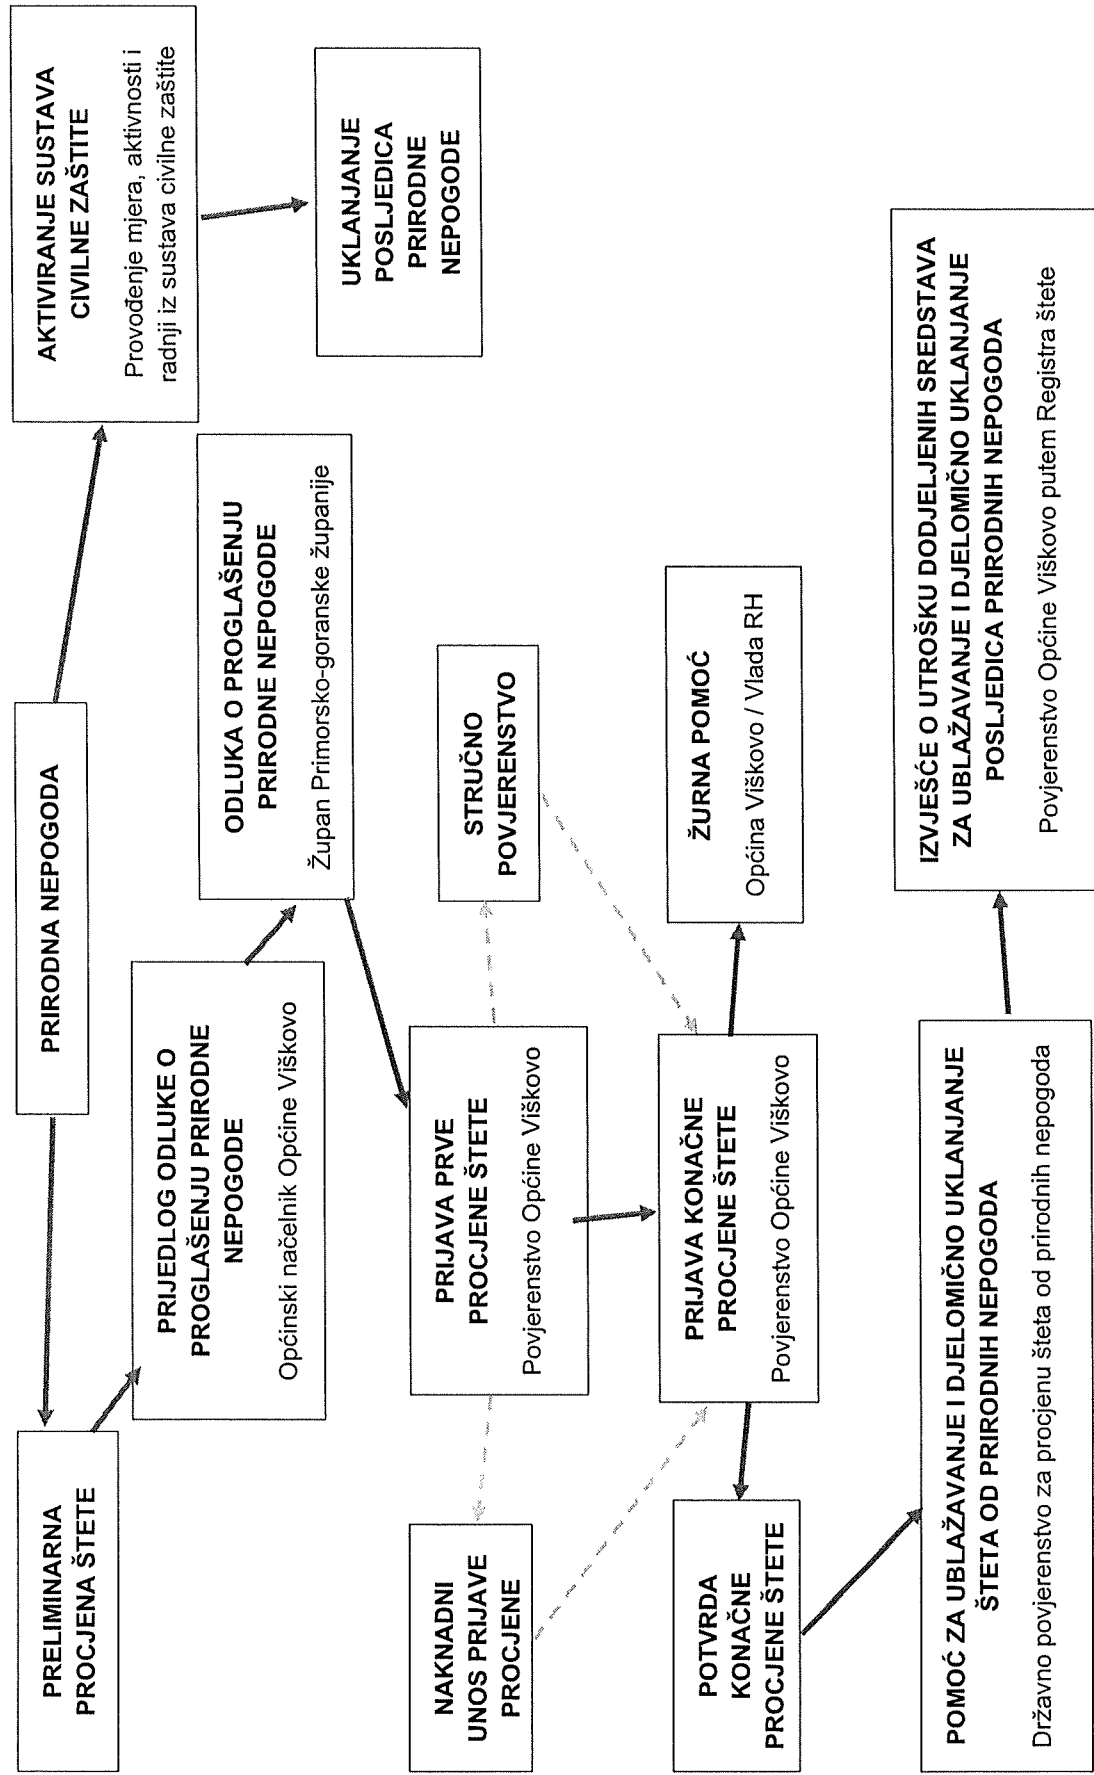 PRIRODNA NEPOGODA
PRELIMINARNA
PROCJENA ŠTETE
AKTIVIRANJE SUSTAVA
CIVILNE ZAŠTITE
Provođenje mjera, aktivnosti i
radnji iz sustava civilne zaštite
PRIJEDLOG ODLUKE O
PROGLAŠENJU PRIRODNE
NEPOGODE
Općinski načelnik Općine Viškovo
ODLUKA O PROGLAŠENJU
PRIRODNE NEPOGODE
Župan Primorsko-goranske županije
UKLANJANJE
POSLJEDICA
PRIRODNE
NEPOGODE
NAKNADNI
UNOS PRIJAVE
PROCJENE
PRIJAVA PRVE
PROCJENE ŠTETE
Povjerenstvo Općine Viškovo
STRUČNO
POVJERENSTVO
POTVRDA
KONAČNE
PROCJENE ŠTETE
PRIJAVA KONAČNE
PROCJENE ŠTETE
Povjerenstvo Općine Viškovo
ŽURNA POMOĆ
Općina Viškovo / Vlada RH
POMOĆ ZA UBLAŽAVANJE I DJELOMIČNO UKLANJANJE
ŠTETA OD PRIRODNIH NEPOGODA
Državno povjerenstvo za procjenu šteta od prirodnih nepogoda
IZVJEŠĆE O UTROŠKU DODJELJENIH SREDSTAVA
ZA UBLAŽAVANJE I DJELOMIČNO UKLANJANJE
POSLJEDICA PRIRODNIH NEPOGODA
Povjerenstvo Općine Viškovo putem Registra štete